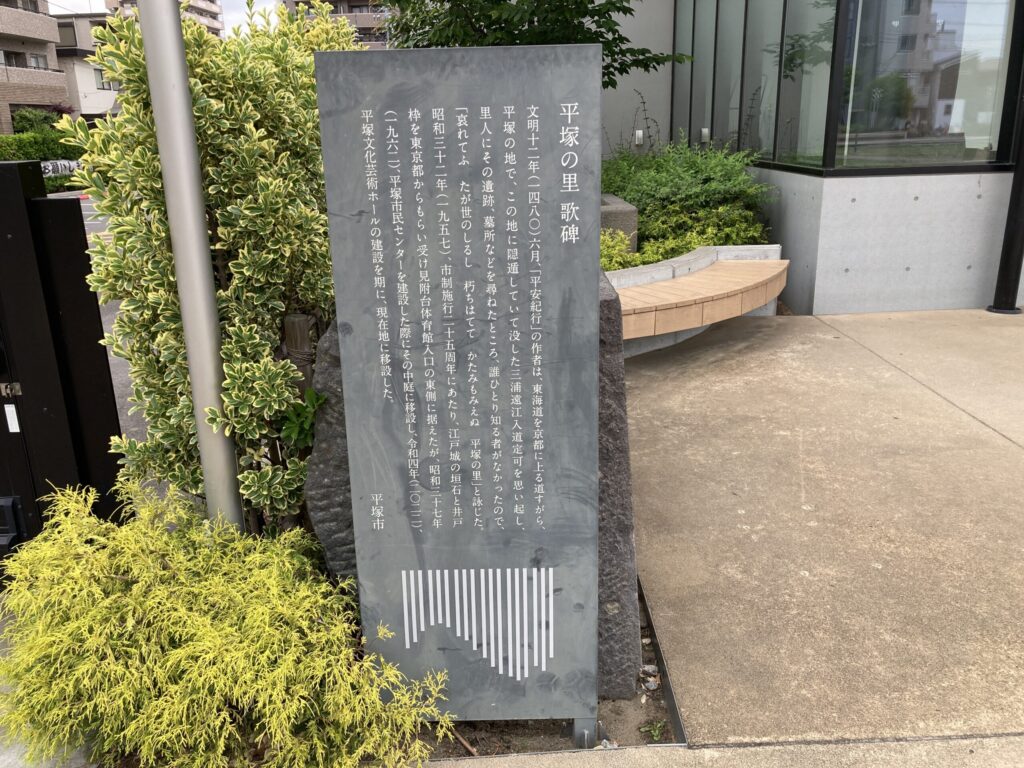 平塚の里 歌碑
文明十二年(一四八〇)六月、「平安紀行」の作者は、東海道を京都に上る道すがら、
平塚の地で、この地に隠遁していて没した三浦遠江入道定可を思い起し、
里人にその遺跡、墓所などを尋ねたところ、誰ひとり知る者がなかったので、
「哀れてふ たが世のしるし 朽ちはてて かたみもみえぬ 平塚の里」と詠じた。
昭和三十二年(一九五七)、市制施行二十五周年にあたり、江戸城の垣石と井戸
枠を東京都からもらい受け見附台体育館入口の東側に据えたが、昭和三十七年
(一九六二)平塚市民センターを建設した際にその中庭に移設し、令和四年(二〇二二)、
平塚文化芸術ホールの建設を期に、現在地に移設した。
平塚市